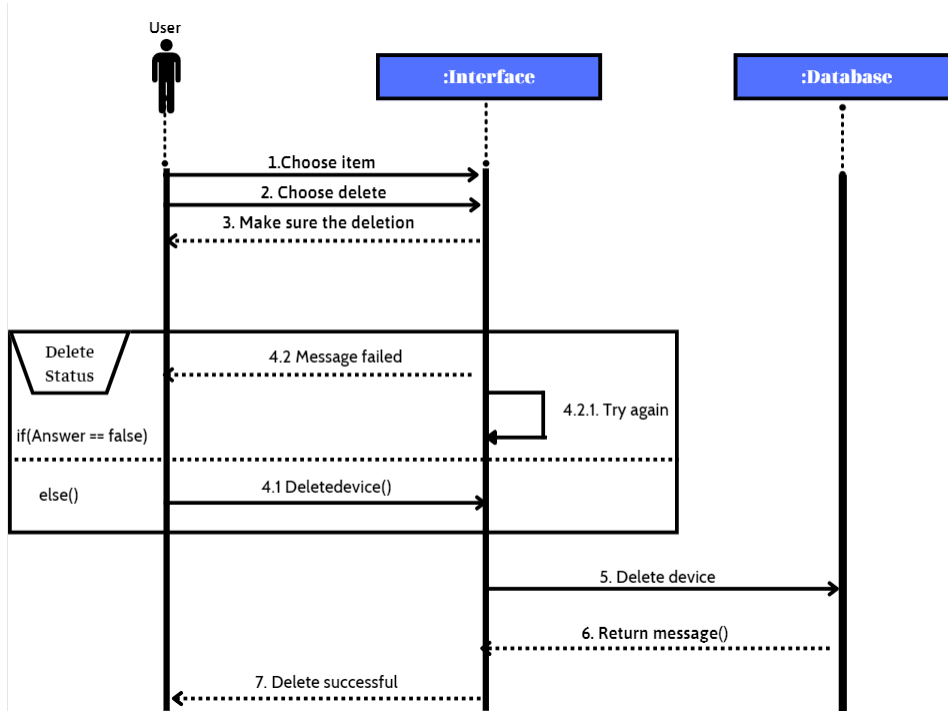 User
:Interface
:Database
1.Choose item
2. Choose delete
3. Make sure the deletion
Delete
Status
4.2 Message failed
4.2.1. Try again
if(Answer == false)
else()
4.1 Deletedevice()
5. Delete device
6. Return message()
7. Delete successful